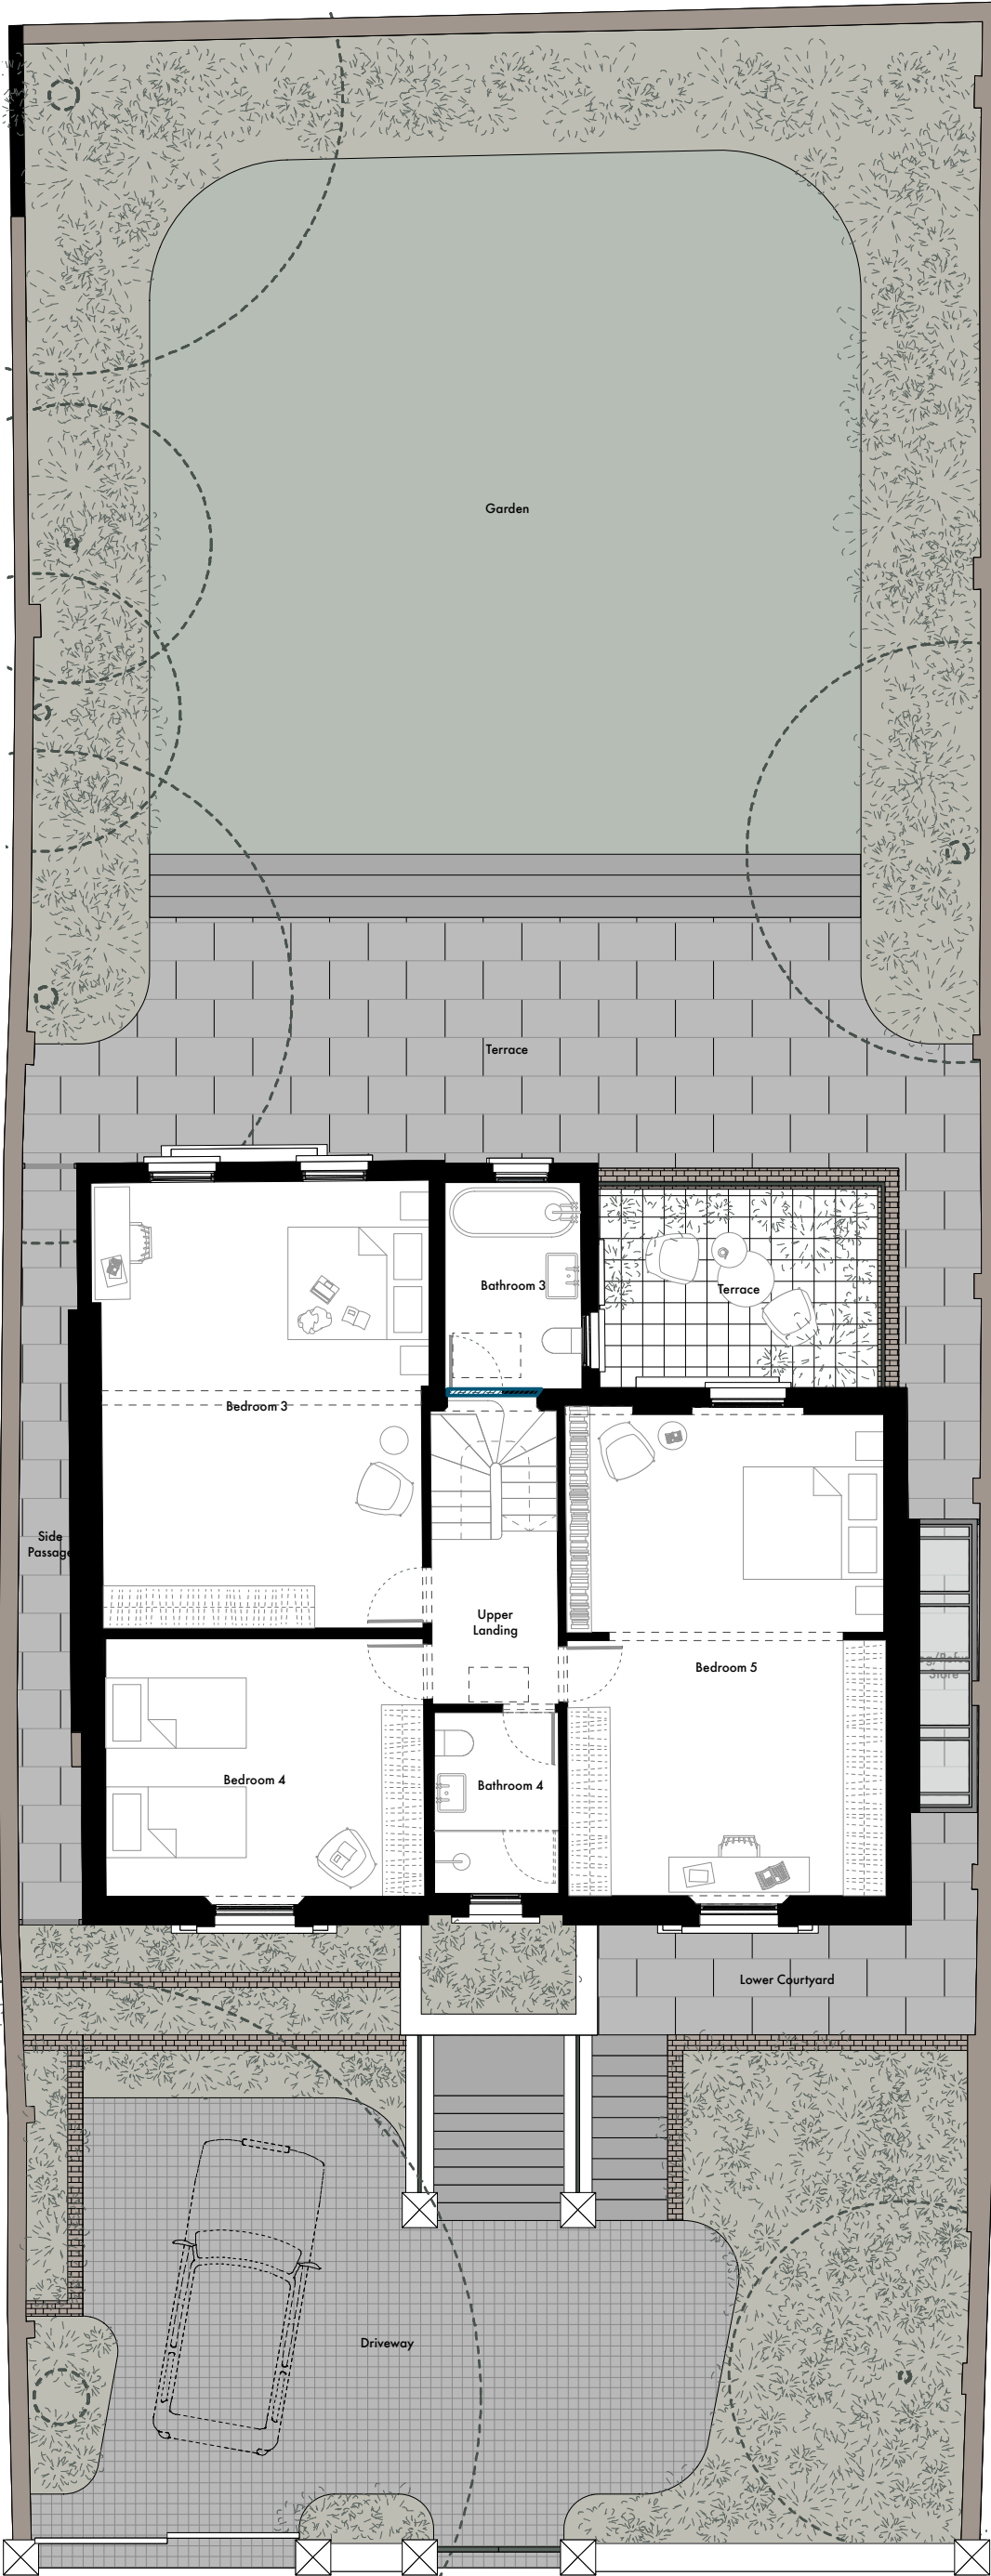 Garden
Terrace
Bathroom 3
Terrace
Bedroom 3
Side
Passage
Upper
Landing
Bedroom 5
Store
Bedroom 4
Bathroom 4
Lower Courtyard
Driveway